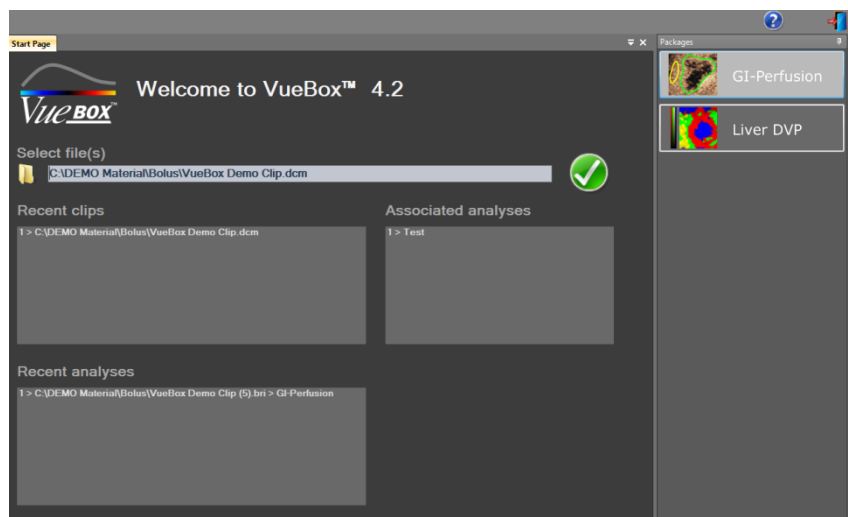 ?
Start Page
Packages
VueBOX™
Welcome to VueBox™ 4.2
GI-Perfusion
Liver DVP
Select file(s)
C:\DEMO Material\Bolus\VueBox Demo Clip.dcm
Recent clips
Associated analyses
1 > C:\DEMO Material\Bolus\VueBox Demo Clip.dcm
1 > Test
Recent analyses
1 > C:\DEMO Material\Bolus\VueBox Demo Clip (5).bri > GI-Perfusion